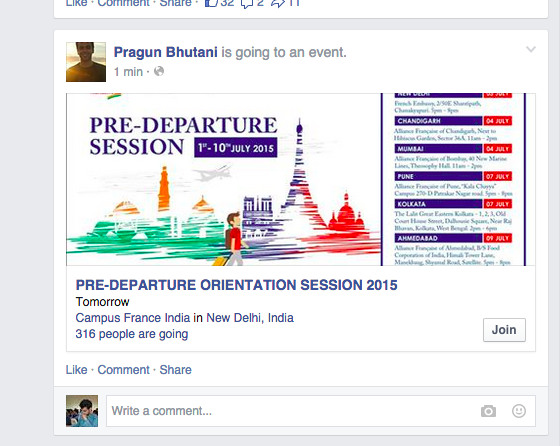 Like · Comment · Share · 32 2 11
Pragun Bhutani is going to an event.
1 min ·
PRE-DEPARTURE
SESSION 1st-10th JULY 2015
NEW DELHI 03 JULY
French Embassy, 2/50E Shantipath,
Chanakyapuri. 5pm - 8pm
CHANDIGARH 04 JULY
Alliance Française of Chandigarh, Next to
Hibicus Garden, Sector 36A. 11am - 2pm
MUMBAI 04 JULY
Alliance Française of Bombay, 40 New Marine
Lines, Theosophy Hall. 11am - 2pm
PUNE 07 JULY
Alliance Française of Pune, "Kala Chaya"
Campus 270-D Patrakar Nagar road. 5pm - 8pm
KOLKATA 07 JULY
The Lalit Great Eastern Kolkata - 1, 2, 3, Old
Court House Street, Dalhousie Square, Near Raj
Bhavan, Kolkata, West Bengal. 2pm - 6pm
AHMEDABAD 09 JULY
Alliance Française of Ahmedabad, B/S Food
Corporation of India, Himali Tower Lane,
Manekbag, Shyamal Road, Satellite. 5pm - 8pm
PRE-DEPARTURE ORIENTATION SESSION 2015
Tomorrow
Campus France India in New Delhi, India
316 people are going
Join
Like · Comment · Share
Write a comment...